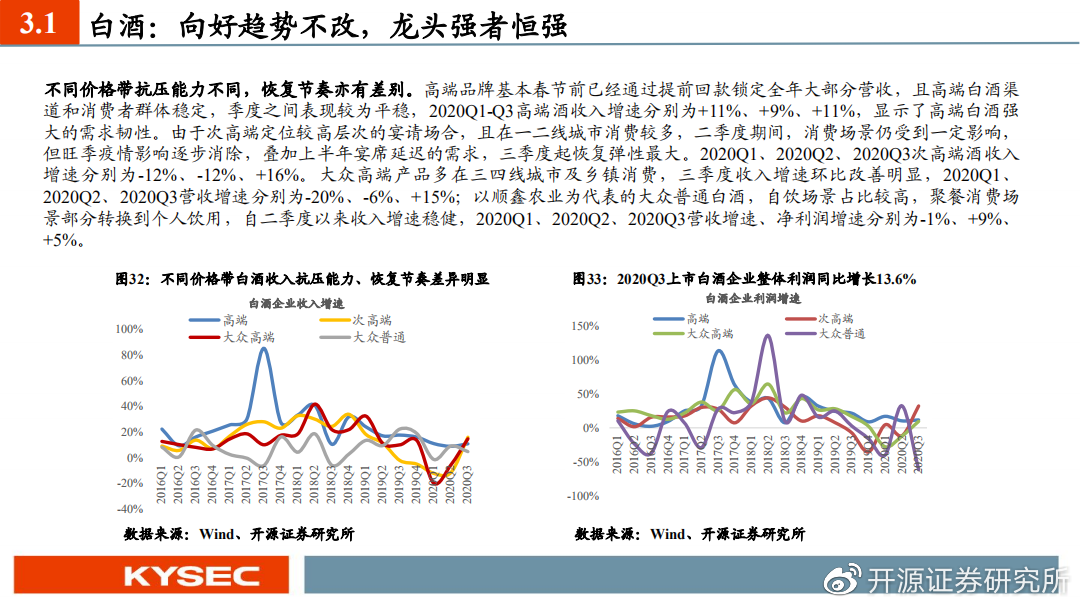 3.1
白酒：向好趋势不改，龙头强者恒强
不同价格带抗压能力不同，恢复节奏亦有差别。高端品牌基本春节前已经通过提前回款锁定全年大部分营收，且高端白酒渠
道和消费者群体稳定，季度之间表现较为平稳，2020Q1-Q3高端酒收入增速分别为+11%、+9%、+11%，显示了高端白酒强
大的需求韧性。由于次高端定位较高层次的宴请场合，且在一二线城市消费较多，二季度期间，消费场景仍受到一定影响，
但旺季疫情影响逐步消除，叠加上半年宴席延迟的需求，三季度起恢复弹性最大。2020Q1、2020Q2、2020Q3次高端酒收入
增速分别为-12%、-12%、+16%。大众高端产品多在三四线城市及乡镇消费，三季度收入增速环比改善明显，2020Q1、
2020Q2、2020Q3营收增速分别为-20%、-6%、+15%；以顺鑫农业为代表的大众普通白酒，自饮场景占比较高，聚餐消费场
景部分转换到个人饮用，自二季度以来收入增速稳健，2020Q1、2020Q2、2020Q3营收增速、净利润增速分别为-1%、+9%、
+5%。
图32：不同价格带白酒收入抗压能力、恢复节奏差异明显
白酒企业收入增速
高端
次高端
大众高端
大众普通
100%
80%
60%
40%
20%
0%
-20%
-40%
2016Q1
2016Q2
2016Q3
2016Q4
2017Q1
2017Q2
2017Q3
2017Q4
2018Q1
2018Q2
2018Q3
2018Q4
2019Q1
2019Q2
2019Q3
2019Q4
2020Q1
2020Q2
2020Q3
数据来源：Wind、开源证券研究所
图33：2020Q3上市白酒企业整体利润同比增长13.6%
白酒企业利润增速
高端
次高端
大众高端
大众普通
150%
100%
50%
0%
-50%
-100%
2016Q1
2016Q2
2016Q3
2016Q4
2017Q1
2017Q2
2017Q3
2017Q4
2018Q1
2018Q2
2018Q3
2018Q4
2019Q1
2019Q2
2019Q3
2019Q4
2020Q1
2020Q2
2020Q3
数据来源：Wind、开源证券研究所
KYSEC
开源证券研究所